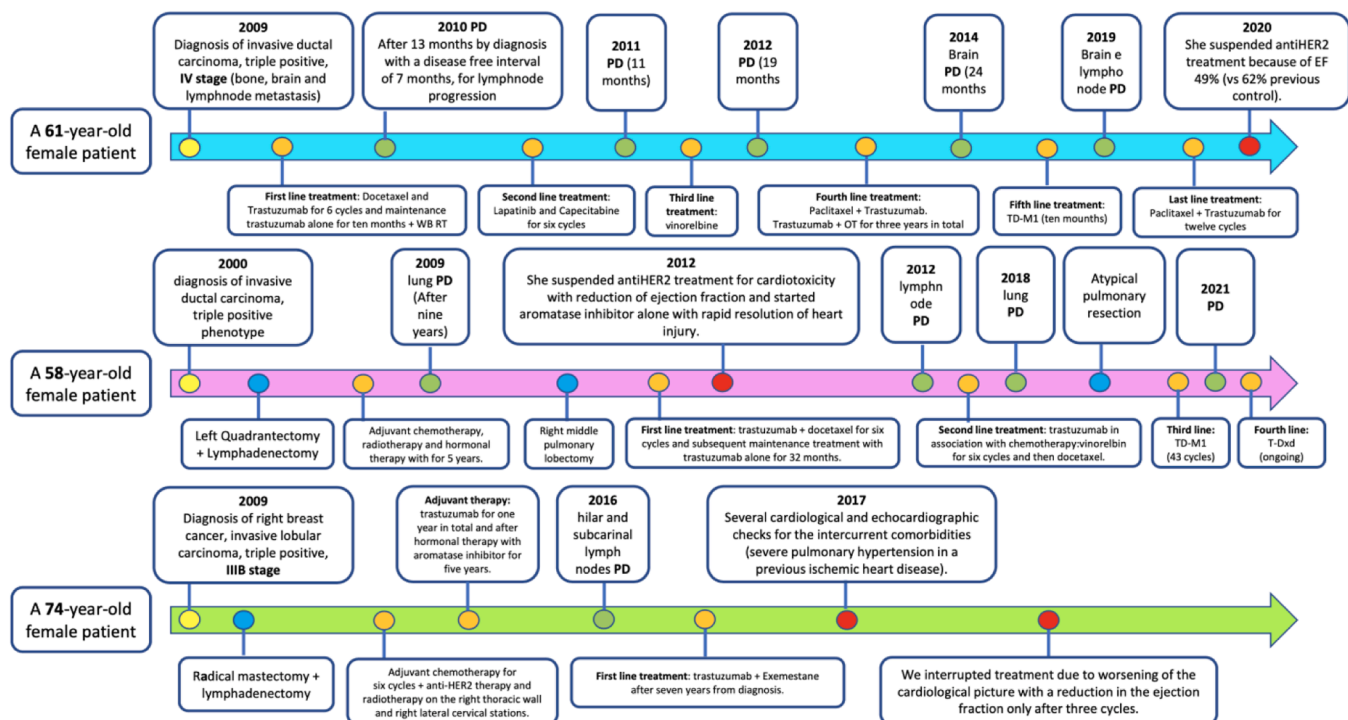 2009
Diagnosis of invasive ductal
carcinoma, triple positive,
IV stage (bone, brain and
lymphnode metastasis)
2010 PD
After 13 months by diagnosis
with a disease free interval
of 7 months, for lymphnode
progression
2011
PD (11
months)
2012
PD (19
months
2014
Brain
PD (24
months
2019
Brain e
lympho
node PD
2020
She suspended antiHER2
treatment because of EF
49% (vs 62% previous
control).
A 61-year-old
female patient
First line treatment: Docetaxel and
Trastuzumab for 6 cycles and maintenance
trastuzumab alone for ten months + WB RT
Second line treatment:
Lapatinib and Capecitabine
for six cycles
Third line
treatment:
vinorelbine
Fourth line treatment:
Paclitaxel + Trastuzumab.
Trastuzumab + OT for three years in total
Fifth line treatment:
TD-M1 (ten mounths)
Last line treatment:
Paclitaxel + Trastuzumab for
twelve cycles
2000
diagnosis of invasive
ductal carcinoma,
triple positive
phenotype
2009
lung PD
(After
nine
years)
2012
She suspended antiHER2 treatment for cardiotoxicity
with reduction of ejection fraction and started
aromatase inhibitor alone with rapid resolution of heart
injury.
2012
lymphn
ode
PD
2018
lung
PD
Atypical
pulmonary
resection
2021
PD
A 58-year-old
female patient
Left Quadrantectomy
+ Lymphadenectomy
Adjuvant chemotherapy,
radiotherapy and hormonal
therapy with for 5 years.
Right middle
pulmonary
lobectomy
First line treatment: trastuzumab + docetaxel for six
cycles and subsequent maintenance treatment with
trastuzumab alone for 32 months.
Second line treatment: trastuzumab in
association with chemotherapy:vinorelbin
for six cycles and then docetaxel.
Third line:
TD-M1
(43 cycles)
Fourth line:
T-Dxd
(ongoing)
2009
Diagnosis of right breast
cancer, invasive lobular
carcinoma, triple positive,
IIIB stage
Adjuvant therapy:
trastuzumab for one
year in total and after
hormonal therapy with
aromatase inhibitor for
five years.
2016
hilar and
subcarinal
lymph
nodes PD
2017
Several cardiological and echocardiographic
checks for the intercurrent comorbidities
(severe pulmonary hypertension in a
previous ischemic heart disease).
A 74-year-old
female patient
Radical mastectomy +
lymphadenectomy
Adjuvant chemotherapy for
six cycles + anti-HER2 therapy and
radiotherapy on the right thoracic wall
and right lateral cervical stations.
First line treatment: trastuzumab + Exemestane
after seven years from diagnosis.
We interrupted treatment due to worsening of the
cardiological picture with a reduction in the ejection
fraction only after three cycles.